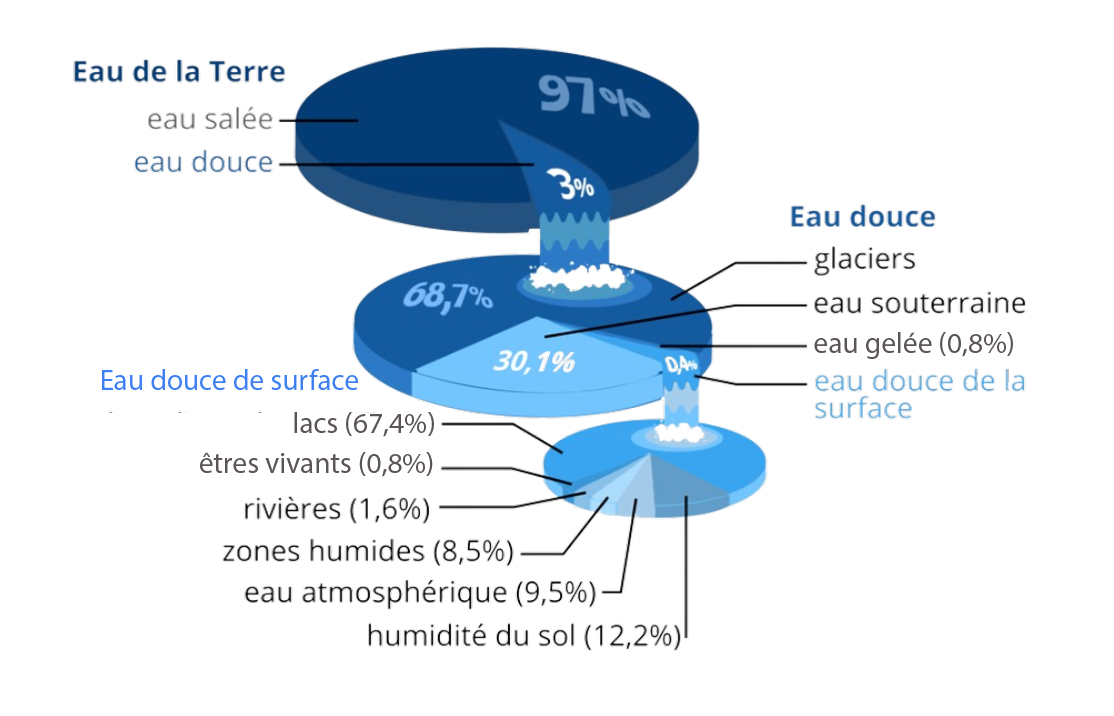 Eau de la Terre
eau salée
eau douce
97%
3%
Eau douce
glaciers
eau souterraine
eau gelée (0,8%)
eau douce de la
surface
68,7%
30,1%
0,4%
Eau douce de surface
lacs (67,4%)
êtres vivants (0,8%)
rivières (1,6%)
zones humides (8,5%)
eau atmosphérique (9,5%)
humidité du sol (12,2%)